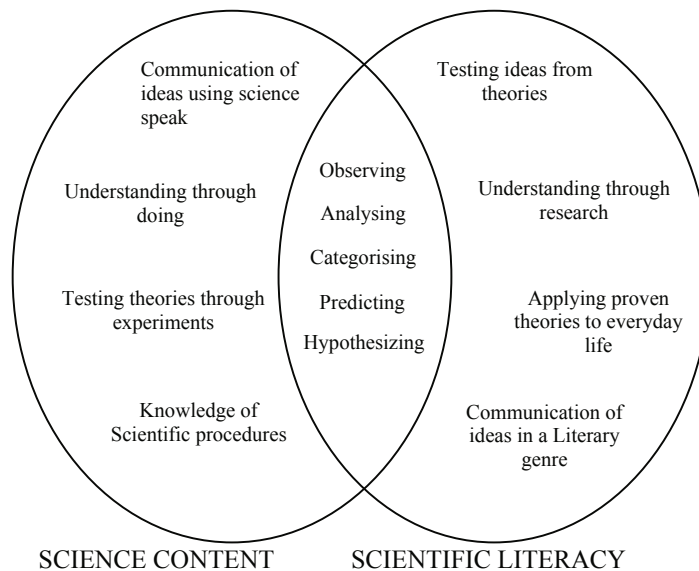 Communication of
ideas using science
speak
Understanding through
doing
Testing theories through
experiments
Knowledge of
Scientific procedures
Observing
Analysing
Categorising
Predicting
Hypothesizing
Testing ideas from
theories
Understanding through
research
Applying proven
theories to everyday
life
Communication of
ideas in a Literary
genre
SCIENCE CONTENT
SCIENTIFIC LITERACY